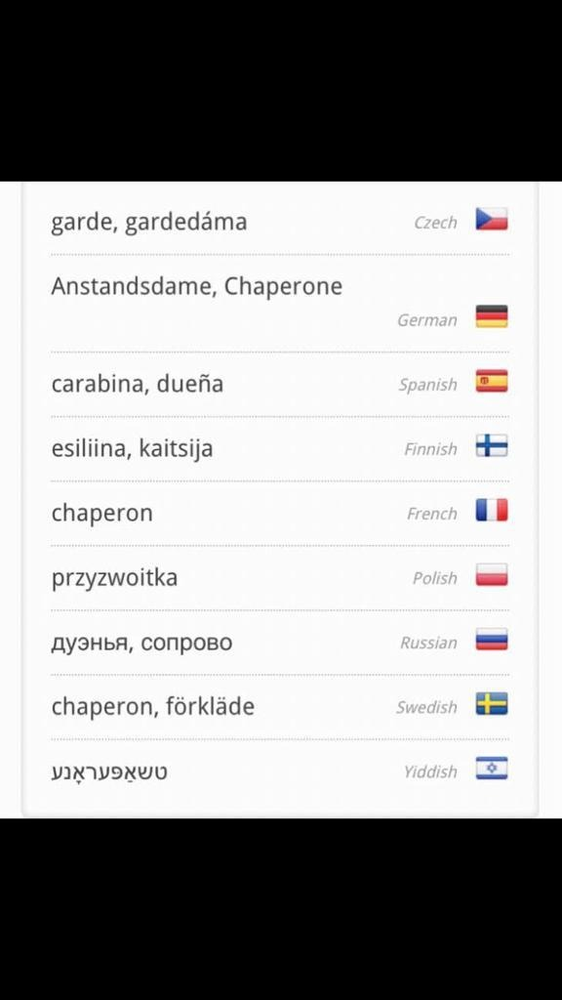 garde, gardedáma Czech
Anstandsdame, Chaperone
German
carabina, dueña Spanish
esiliina, kaitsija Finnish
chaperon French
przyzwoitka Polish
дуэнья, сопрово Russian
chaperon, förkläde Swedish
טשאַפּעראָנע Yiddish